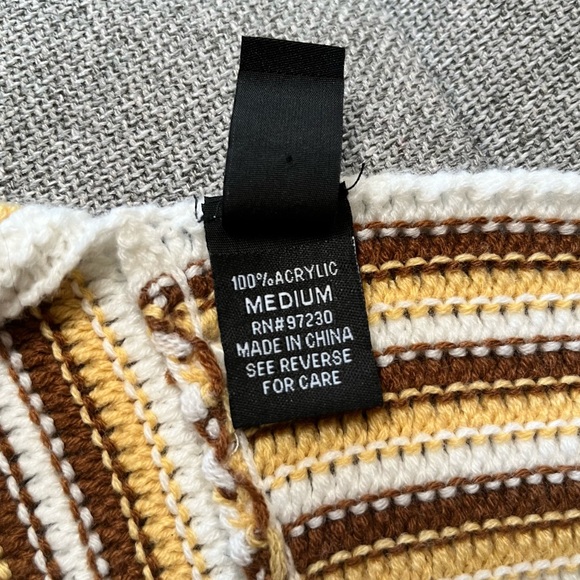 100% ACRYLIC
MEDIUM
RN#97230
MADE IN CHINA
SEE REVERSE
FOR CARE